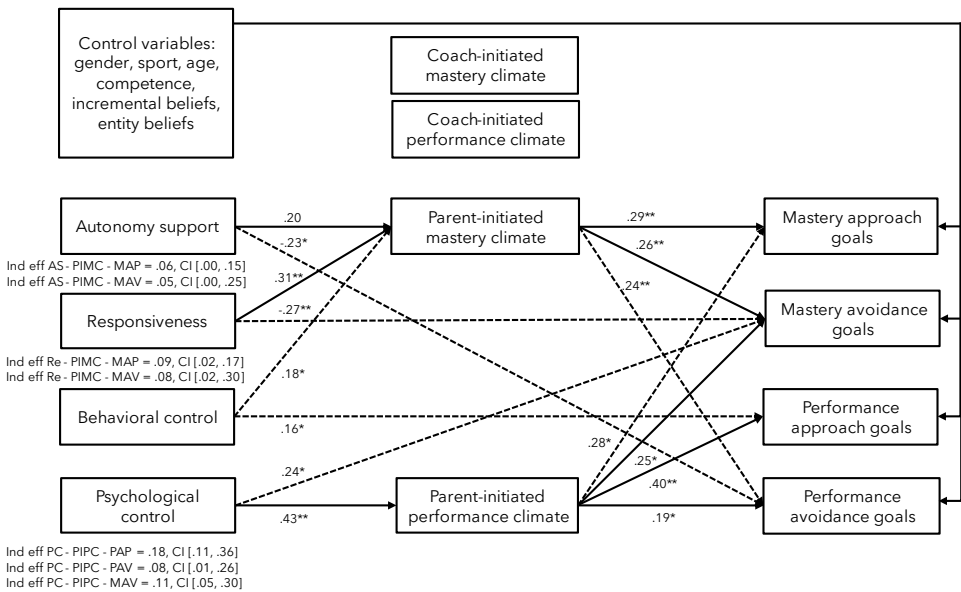 Control variables:
gender, sport, age,
competence,
incremental beliefs,
entity beliefs
Coach-initiated
mastery climate
Coach-initiated
performance climate
Autonomy support
Parent-initiated
mastery climate
Mastery approach
goals
.20
-.23*
.29**
.26**
Ind eff AS - PIMC - MAP = .06, CI [.00, .15]
Ind eff AS - PIMC - MAV = .05, CI [.00, .25]
.31**
.24**
Responsiveness
-.27**
Mastery avoidance
goals
Ind eff Re - PIMC - MAP = .09, CI [.02, .17]
Ind eff Re - PIMC - MAV = .08, CI [.02, .30]
.18*
Behavioral control
.16*
Performance
approach goals
.28*
.25*
.24*
.40**
Psychological
control
.43**
Parent-initiated
performance climate
.19*
Performance
avoidance goals
Ind eff PC - PIPC - PAP = .18, CI [.11, .36]
Ind eff PC - PIPC - PAV = .08, CI [.01, .26]
Ind eff PC - PIPC - MAV = .11, CI [.05, .30]